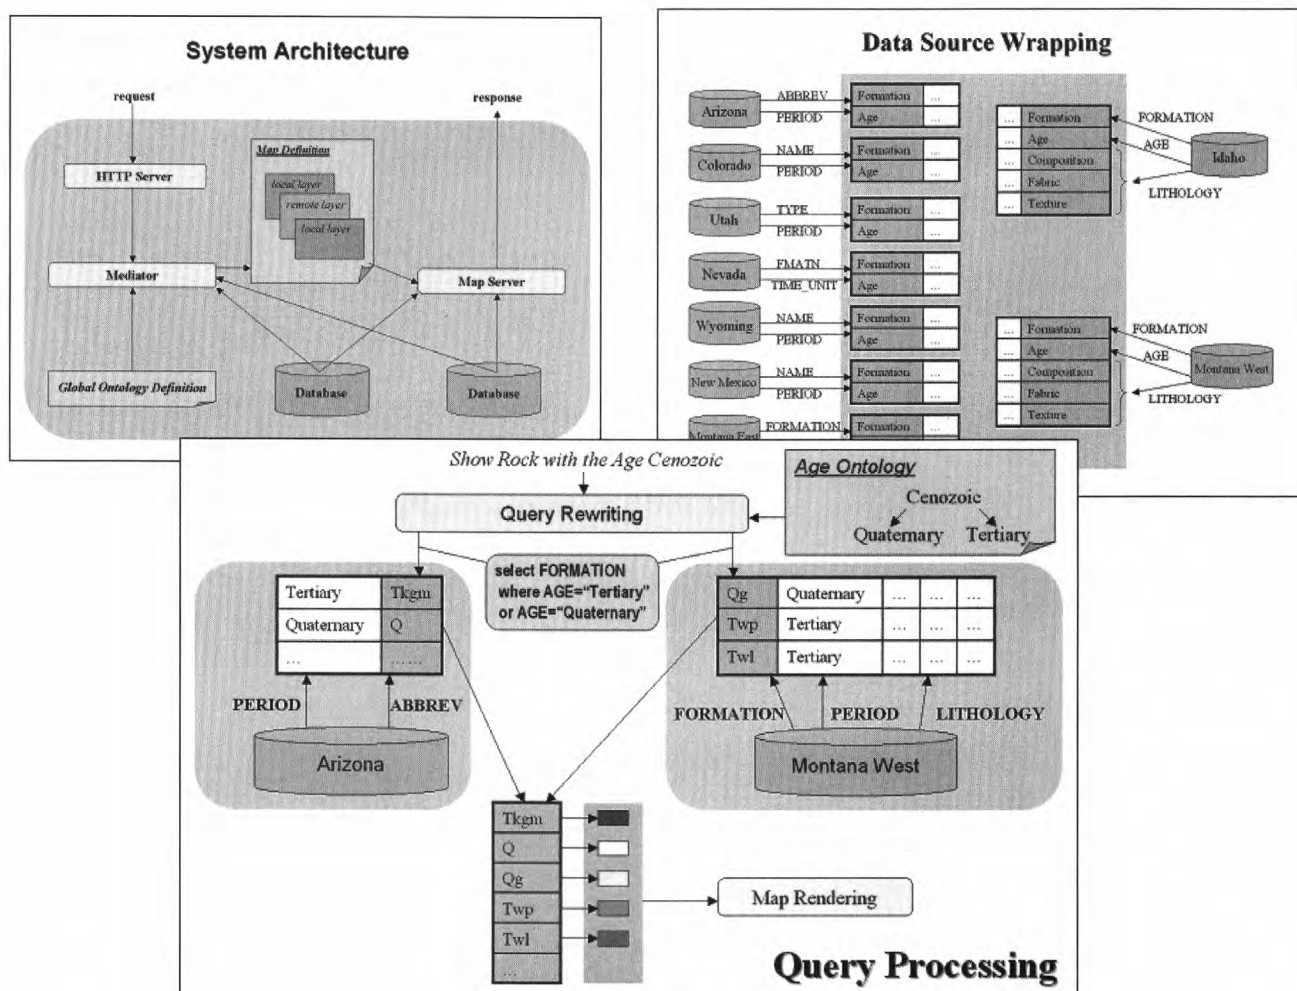 System Architecture
request
response
Map Definition
local layer
remote layer
local layer
HTTP Server
Mediator
Map Server
Global Ontology Definition
Database
Database
Data Source Wrapping
Arizona
ABBREV
PERIOD
Formation ...
Age ...
Colorado
NAME
PERIOD
Formation ...
Age ...
Utah
TYPE
PERIOD
Formation ...
Age ...
Nevada
FMATN
TIME_UNIT
Formation ...
Age ...
Wyoming
NAME
PERIOD
Formation ...
Age ...
New Mexico
NAME
PERIOD
Formation ...
Age ...
Montana East
FORMATION
Formation ...
... Formation
... Age
... Composition
... Fabric
... Texture
FORMATION
AGE
LITHOLOGY
Idaho
... Formation
... Age
... Composition
... Fabric
... Texture
FORMATION
AGE
LITHOLOGY
Montana West
Show Rock with the Age Cenozoic
Query Rewriting
Age Ontology
Cenozoic
Quaternary Tertiary
select FORMATION
where AGE="Tertiary"
or AGE="Quaternary"
Tertiary Tkgm
Quaternary Q
... ... ...
PERIOD ABBREV
Arizona
Qg Quaternary ... ... ...
Twp Tertiary ... ... ...
Twl Tertiary ... ... ...
FORMATION PERIOD LITHOLOGY
Montana West
Tkgm
Q
Qg
Twp
Twl
...
Map Rendering
Query Processing